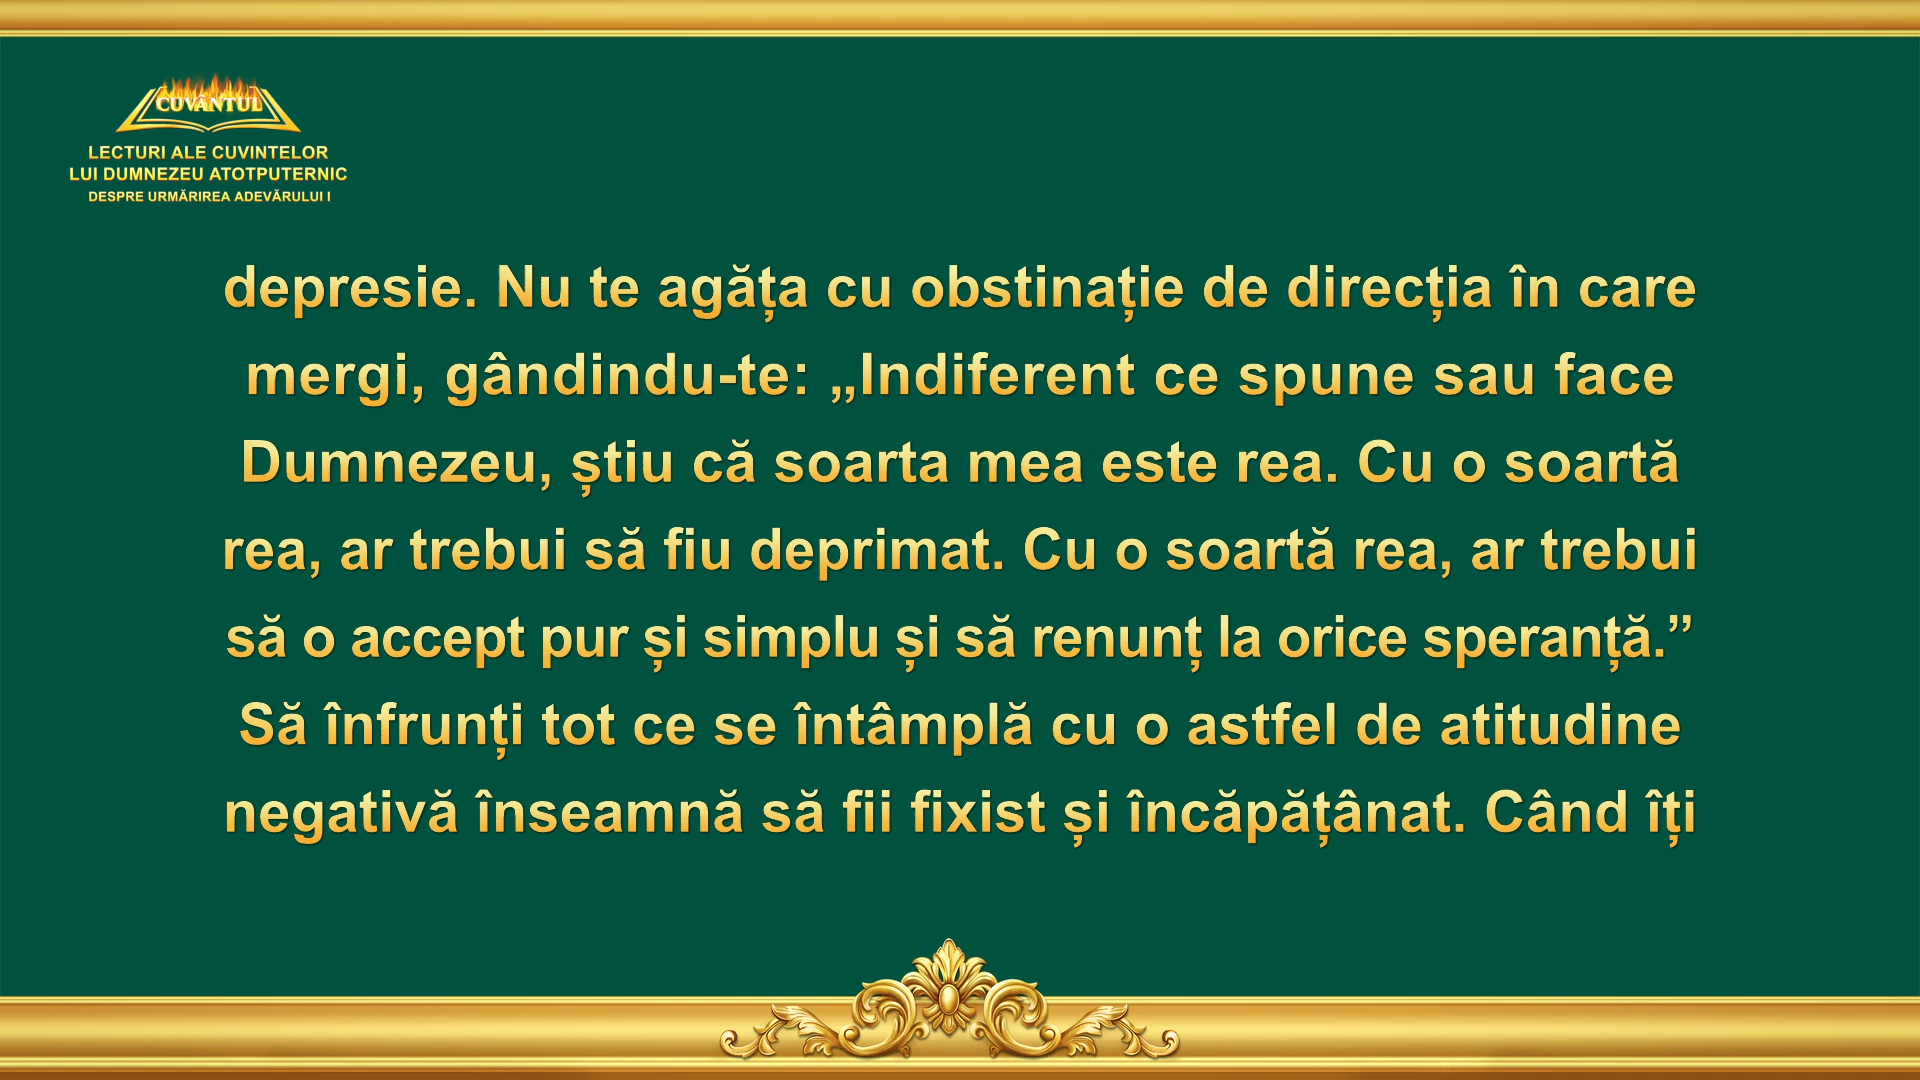 CUVÂNTUL
LECTURI ALE CUVINTELOR
LUI DUMNEZEU ATOTPUTERNIC
DESPRE URMĂRIREA ADEVĂRULUI I
depresie. Nu te agăța cu obstinație de direcția în care
mergi, gândindu-te: „Indiferent ce spune sau face
Dumnezeu, știu că soarta mea este rea. Cu o soartă
rea, ar trebui să fiu deprimat. Cu o soartă rea, ar trebui
să o accept pur și simplu și să renunț la orice speranță.”
Să înfrunți tot ce se întâmplă cu o astfel de atitudine
negativă înseamnă să fii fixist și încăpățânat. Când îți